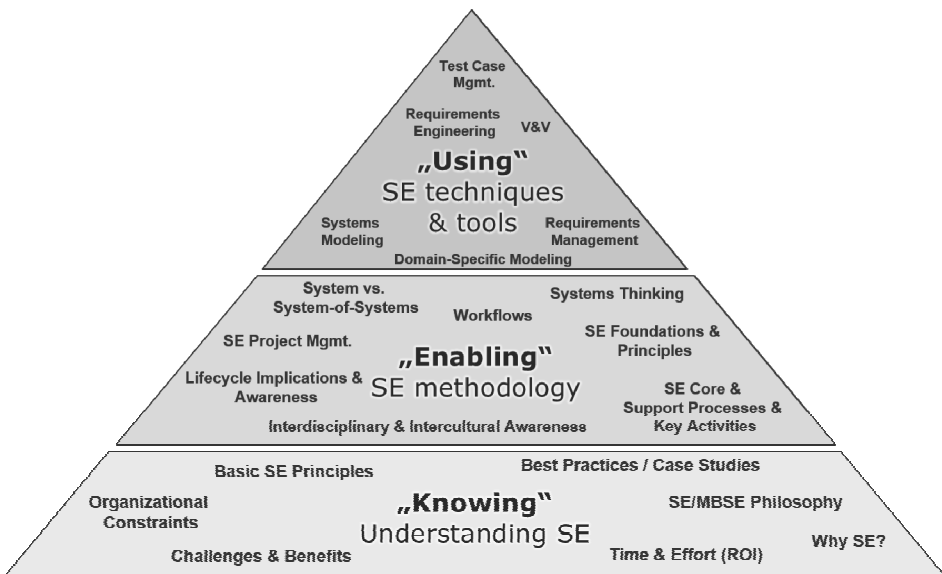 Test Case
Mgmt.
Requirements
Engineering
V&V
„Using“
SE techniques
& tools
Systems
Modeling
Requirements
Management
Domain-Specific Modeling
System vs.
System-of-Systems
Workflows
Systems Thinking
SE Project Mgmt.
SE Foundations &
Principles
„Enabling“
SE methodology
Lifecycle Implications &
Awareness
SE Core &
Support Processes &
Key Activities
Interdisciplinary & Intercultural Awareness
Basic SE Principles
Best Practices / Case Studies
Organizational
Constraints
„Knowing“
Understanding SE
SE/MBSE Philosophy
Why SE?
Challenges & Benefits
Time & Effort (ROI)